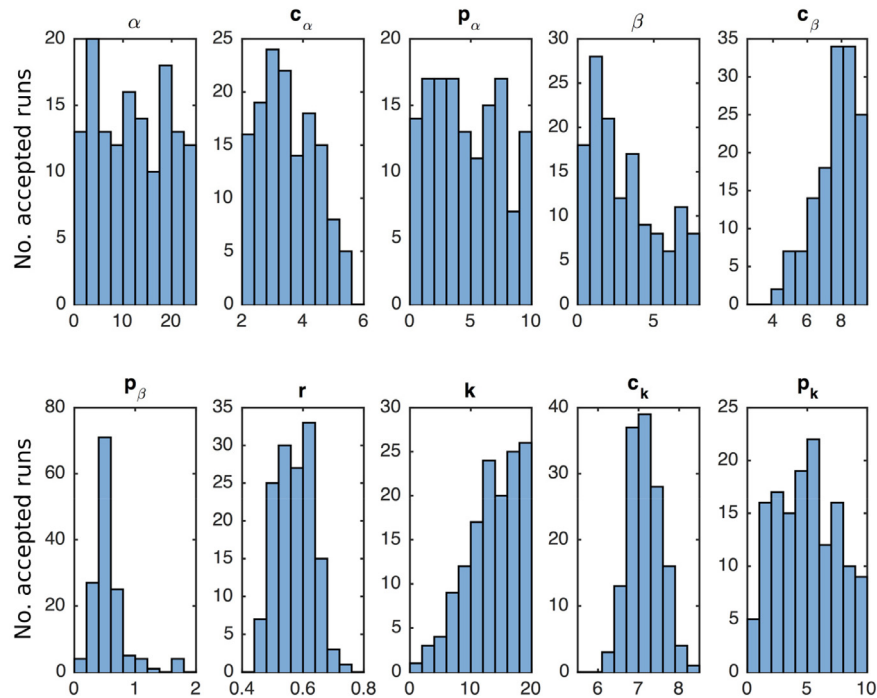 α c_α p_α β c_β
No. accepted runs
20 25 20 30 35
15 20 15 25 30
10 15 10 20 25
5 10 5 15 20
0 5 0 10 15
0 5 10
0 5
0
0 10 20 2 4 6 0 5 10 5 4 6 8
p_β r k c_k p_k
No. accepted runs
80 35 30 40 25
60 30 25 30 20
40 25 20 20 15
20 20 15 10 10
0 15 10 0 5
10 5 0
5 0
0
0 1 2 0.4 0.6 0.8 0 10 20 6 7 8 0 5 10